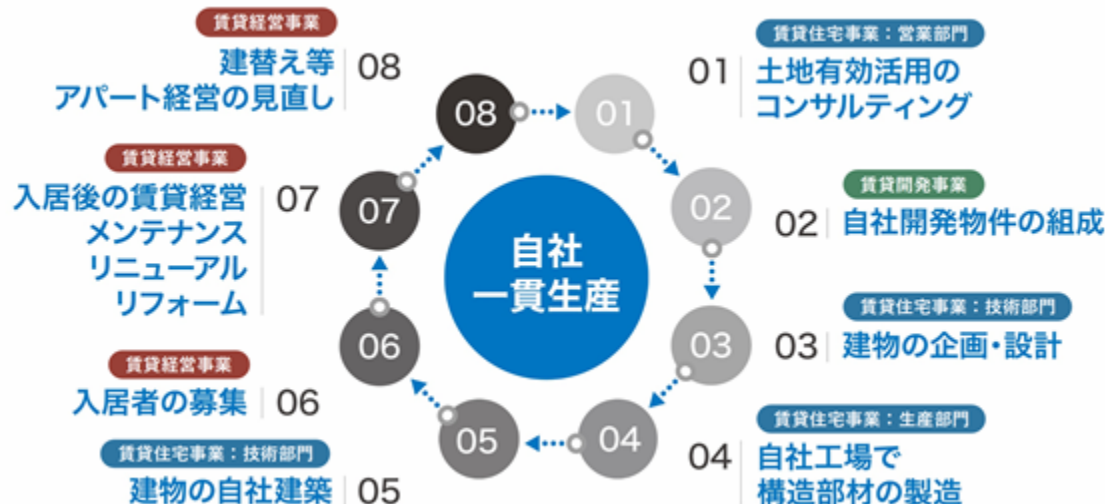 賃貸住宅事業：営業部門
01
土地有効活用の
コンサルティング
賃貸開発事業
02
自社開発物件の組成
賃貸住宅事業：技術部門
03
建物の企画・設計
賃貸住宅事業：生産部門
04
自社工場で
構造部材の製造
賃貸住宅事業：技術部門
建物の自社建築
05
賃貸経営事業
入居者の募集
06
賃貸経営事業
入居後の賃貸経営
07
メンテナンス
リニューアル
リフォーム
賃貸経営事業
建替え等
08
アパート経営の見直し
01
02
03
04
05
06
07
08
自社
一貫生産